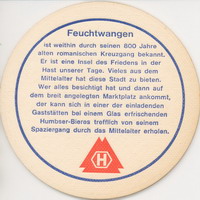 Feuchtwangen
ist weithin durch seinen 800 Jahre
alten romanischen Kreuzgang bekannt.
Er ist eine Insel des Friedens in der
Hast unserer Tage. Vieles aus dem
Mittelalter hat diese Stadt zu bieten.
Wer alles besichtigt hat und dann auf
dem breit angelegten Marktplatz ankommt,
der kann sich in einer der einladenden
Gaststätten bei einem Glas erfrischenden
Humbser-Bieres trefflich von seinem
Spaziergang durch das Mittelalter erholen.
H